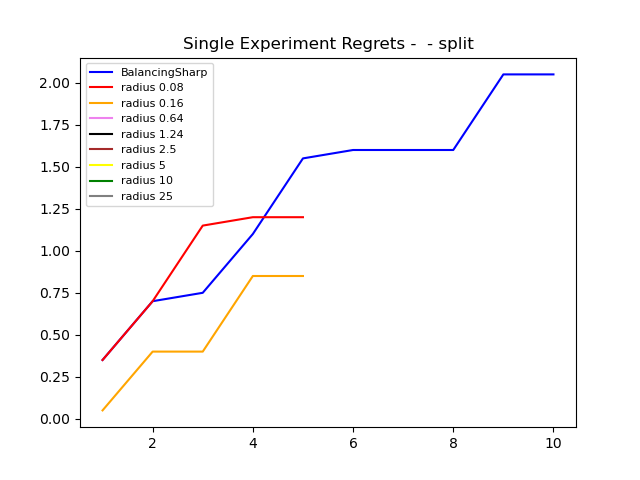 Single Experiment Regrets -  - split
BalancingSharp
radius 0.08
radius 0.16
radius 0.64
radius 1.24
radius 2.5
radius 5
radius 10
radius 25
2.00
1.75
1.50
1.25
1.00
0.75
0.50
0.25
0.00
2 4 6 8 10